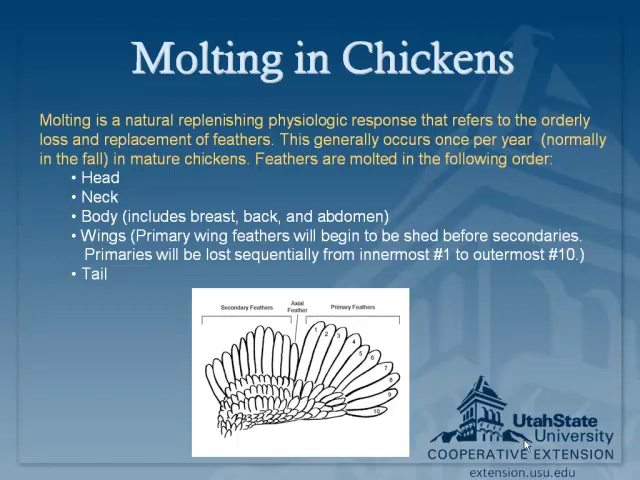 Molting in Chickens
Molting is a natural replenishing physiologic response that refers to the orderly
loss and replacement of feathers. This generally occurs once per year (normally
in the fall) in mature chickens. Feathers are molted in the following order:
• Head
• Neck
• Body (includes breast, back, and abdomen)
• Wings (Primary wing feathers will begin to be shed before secondaries.
Primaries will be lost sequentially from innermost #1 to outermost #10.)
• Tail
Secondary Feathers
Axial
Feather
Primary Feathers
1
2
3
4
5
6
7
8
9
10
UtahState
University
COOPERATIVE EXTENSION
extension.usu.edu